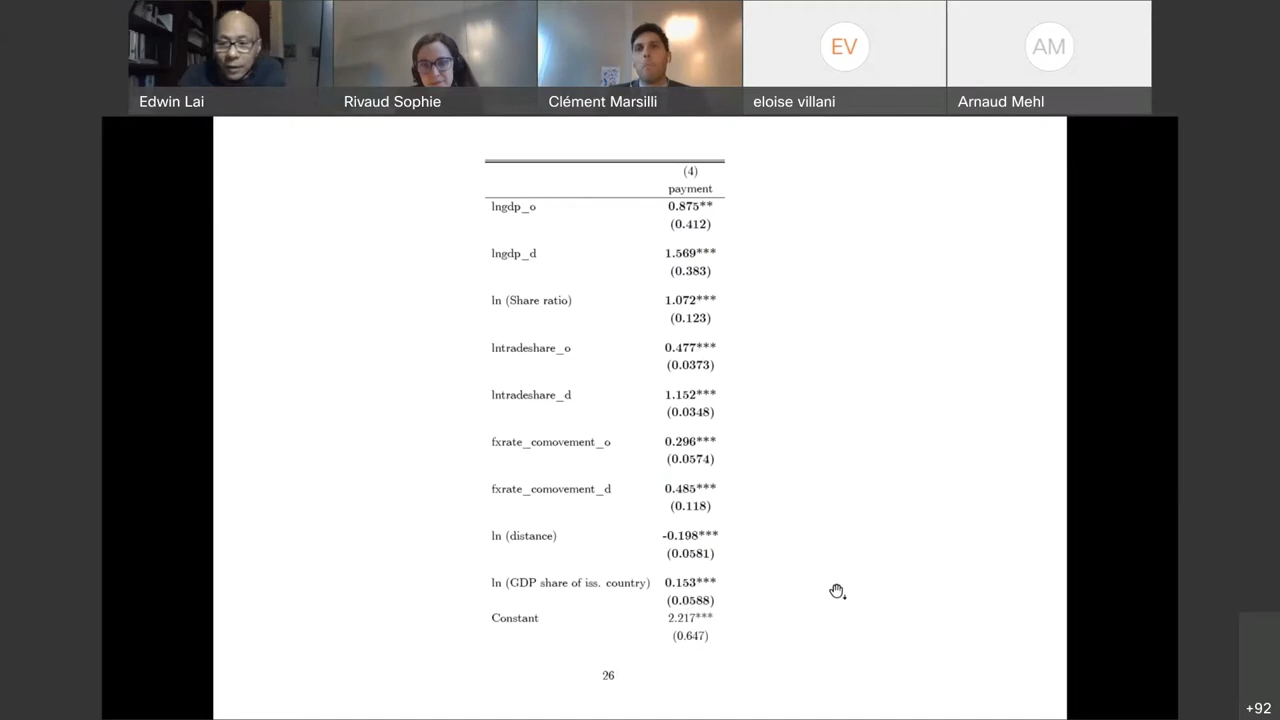 EV
AM
Edwin Lai
Rivaud Sophie
Clément Marsilli
eloise villani
Arnaud Mehl
(4)
payment
lngdp_o 0.875**
(0.412)
lngdp_d 1.569***
(0.383)
ln (Share ratio) 1.072***
(0.123)
lntradeshare_o 0.477***
(0.0373)
lntradeshare_d 1.152***
(0.0348)
fxrate_comovement_o 0.296***
(0.0574)
fxrate_comovement_d 0.485***
(0.118)
ln (distance) -0.198***
(0.0581)
ln (GDP share of iss. country) 0.153***
(0.0588)
Constant 2.217***
(0.647)
26
+92